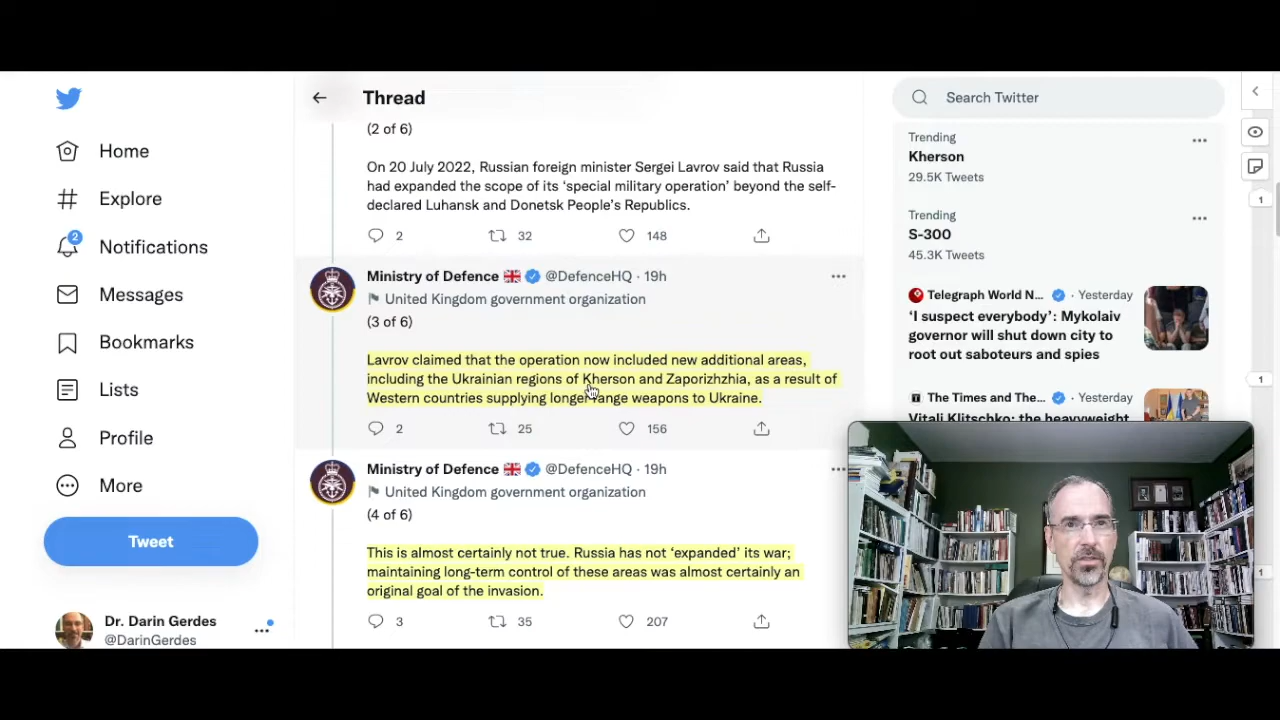 Home
Explore
2
Notifications
Messages
Bookmarks
Lists
Profile
More
Tweet
Dr. Darin Gerdes
@DarinGerdes
Thread
(2 of 6)
On 20 July 2022, Russian foreign minister Sergei Lavrov said that Russia
had expanded the scope of its ‘special military operation’ beyond the self-
declared Luhansk and Donetsk People’s Republics.
2 32 148
Ministry of Defence @DefenceHQ · 19h
United Kingdom government organization
(3 of 6)
Lavrov claimed that the operation now included new additional areas,
including the Ukrainian regions of Kherson and Zaporizhzhia, as a result of
Western countries supplying longer-range weapons to Ukraine.
2 25 156
Ministry of Defence @DefenceHQ · 19h
United Kingdom government organization
(4 of 6)
This is almost certainly not true. Russia has not ‘expanded’ its war;
maintaining long-term control of these areas was almost certainly an
original goal of the invasion.
3 35 207
Search Twitter
Trending
Kherson
29.5K Tweets
Trending
S-300
45.3K Tweets
Telegraph World N... · Yesterday
‘I suspect everybody’: Mykolaiv
governor will shut down city to
root out saboteurs and spies
The Times and The... · Yesterday
Vitali Klitschko: the heavyweight
1
1
1